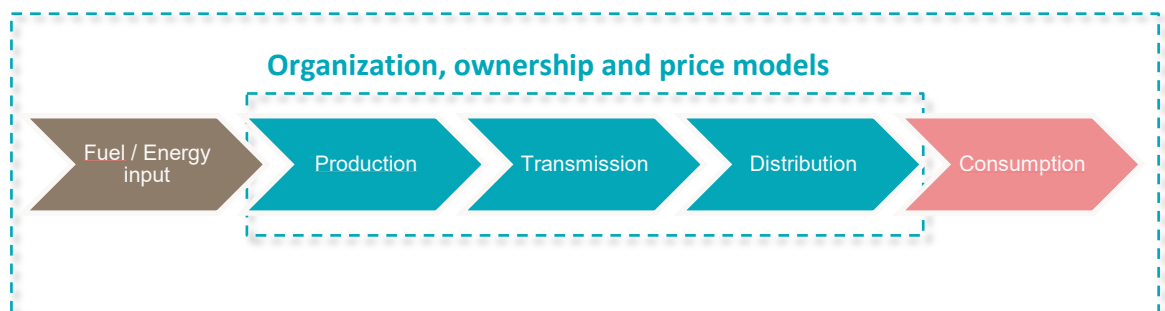 Organization, ownership and price models
Fuel / Energy
input
Production
Transmission
Distribution
Consumption